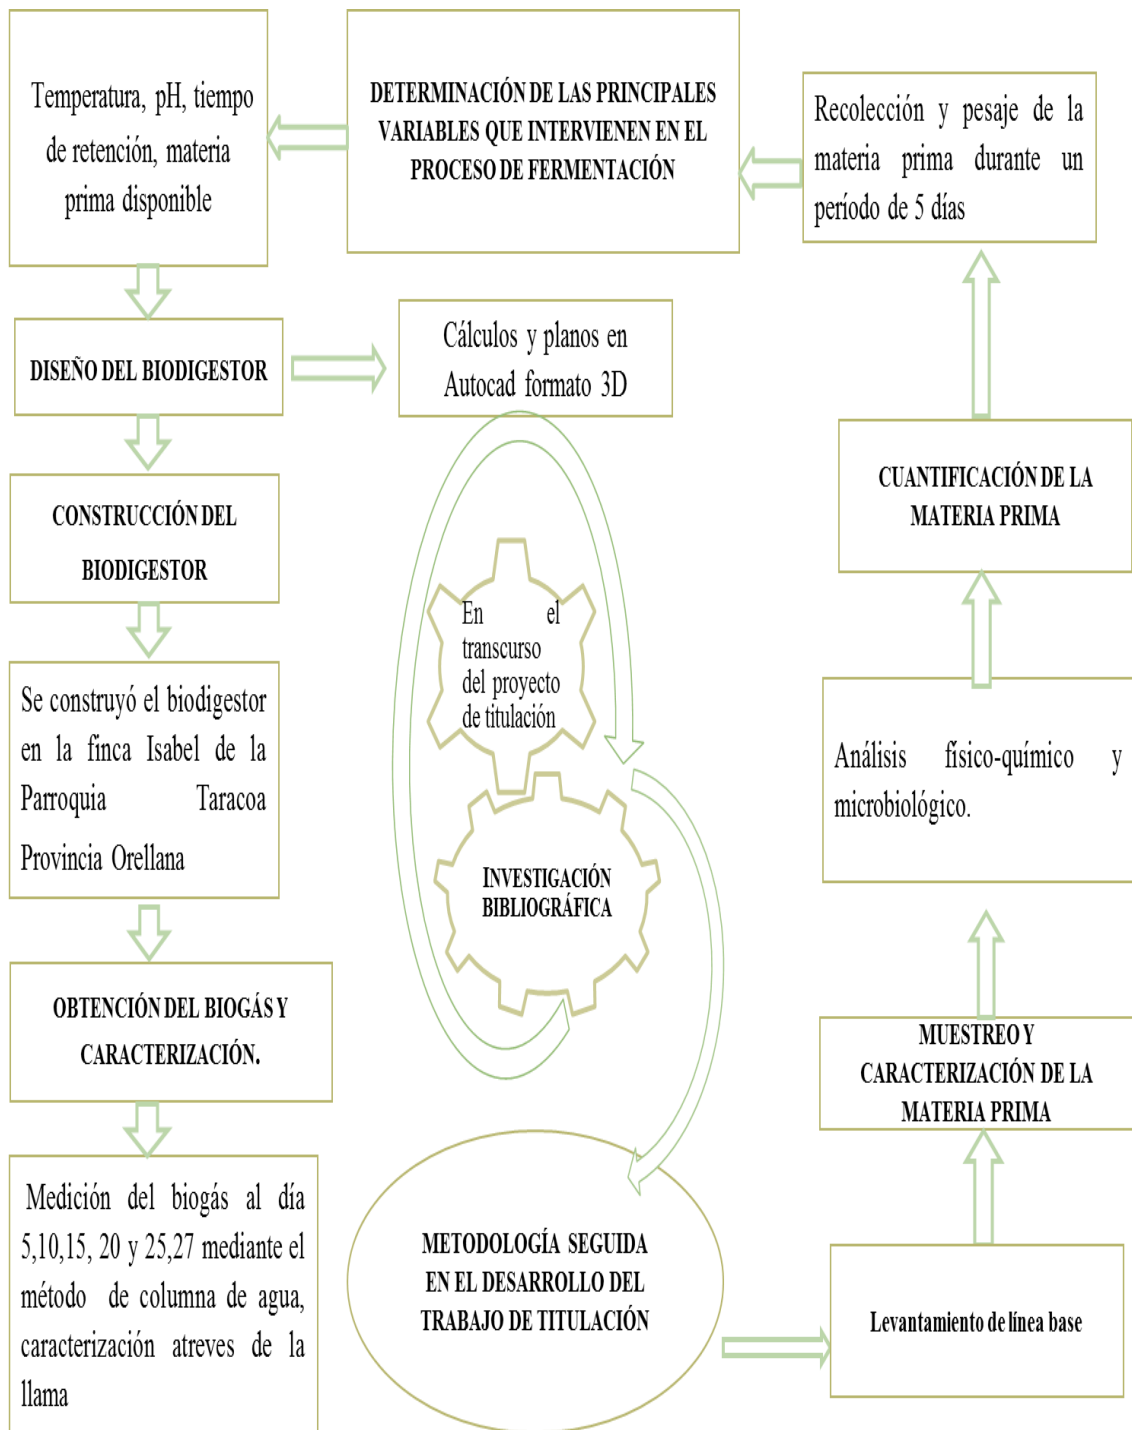 Temperatura, pH, tiempo
de retención, materia
prima disponible
DETERMINACIÓN DE LAS PRINCIPALES
VARIABLES QUE INTERVIENEN EN EL
PROCESO DE FERMENTACIÓN
Recolección y pesaje de la
materia prima durante un
período de 5 días
DISEÑO DEL BIODIGESTOR
Cálculos y planos en
Autocad formato 3D
CUANTIFICACIÓN DE LA
MATERIA PRIMA
CONSTRUCCIÓN DEL
BIODIGESTOR
En el
transcurso
del proyecto
de titulación
Se construyó el biodigestor
en la finca Isabel de la
Parroquia Taracoa
Provincia Orellana
Análisis físico-químico y
microbiológico.
INVESTIGACIÓN
BIBLIOGRÁFICA
OBTENCIÓN DEL BIOGÁS Y
CARACTERIZACIÓN.
MUESTREO Y
CARACTERIZACIÓN DE LA
MATERIA PRIMA
Medición del biogás al día
5,10,15, 20 y 25,27 mediante el
método de columna de agua,
caracterización atreves de la
llama
METODOLOGÍA SEGUIDA
EN EL DESARROLLO DEL
TRABAJO DE TITULACIÓN
Levantamiento de línea base